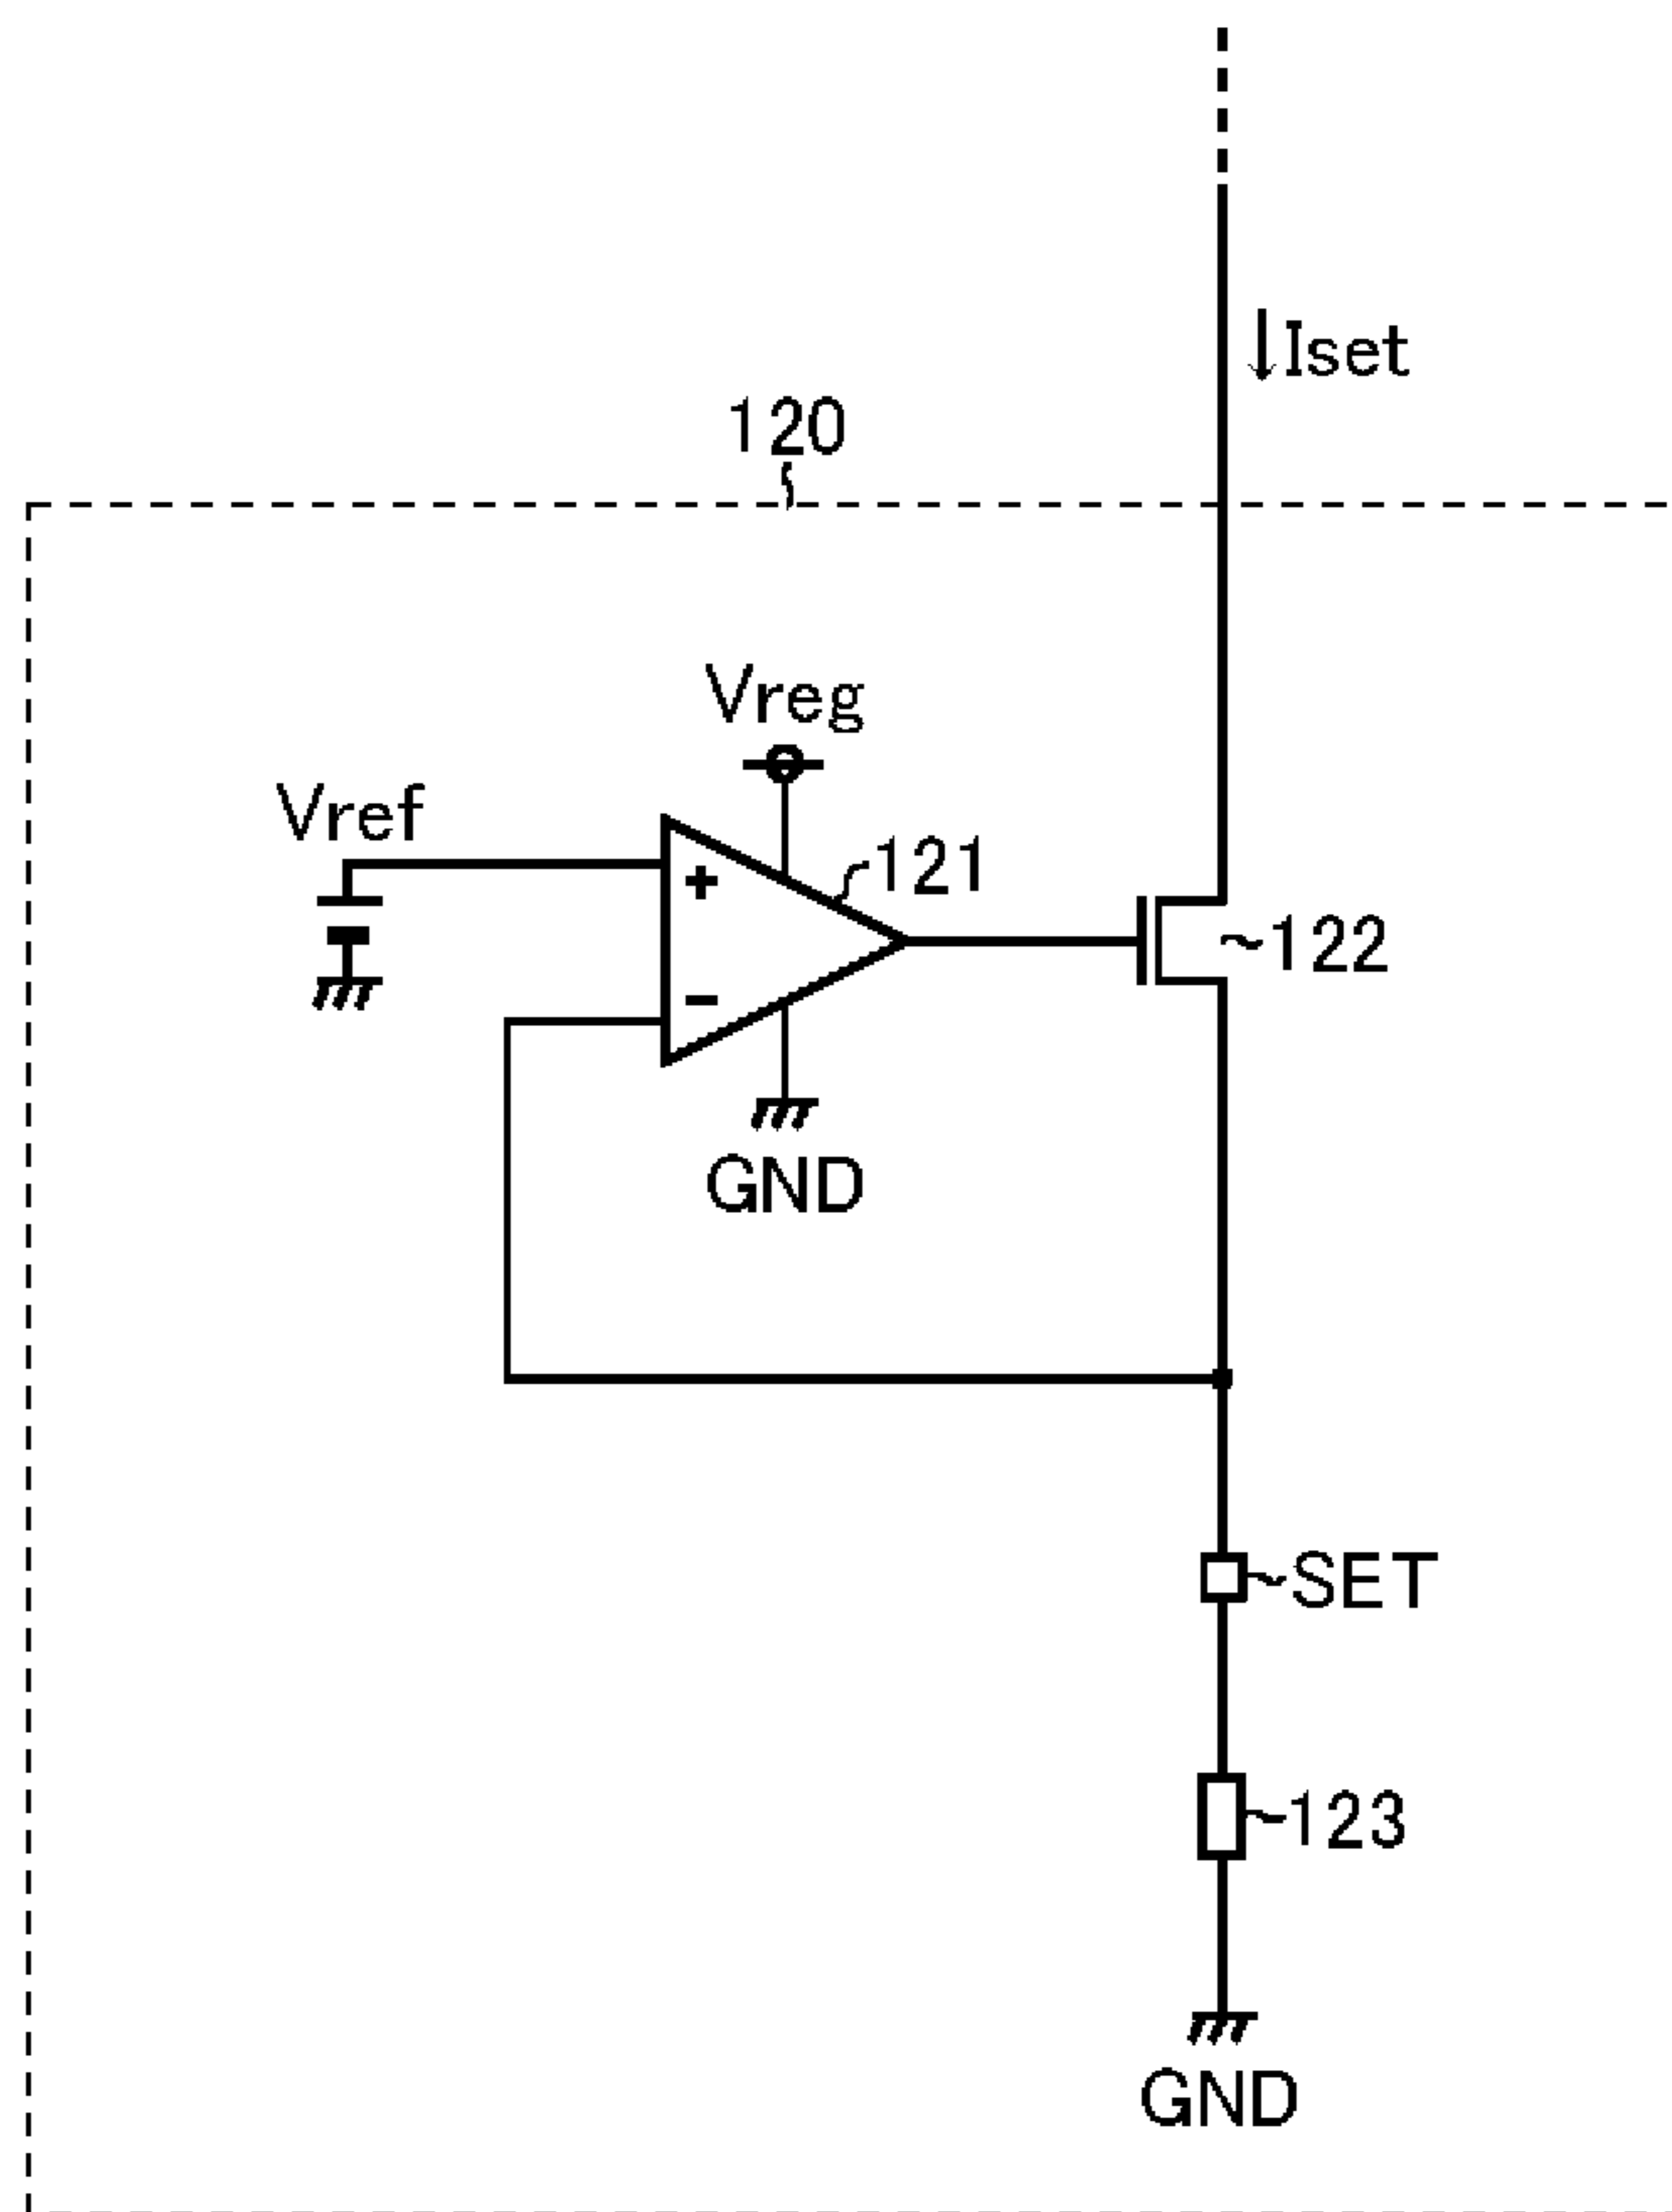 Iset
120
Vreg
Vref
+
121
122
-
GND
SET
123
GND